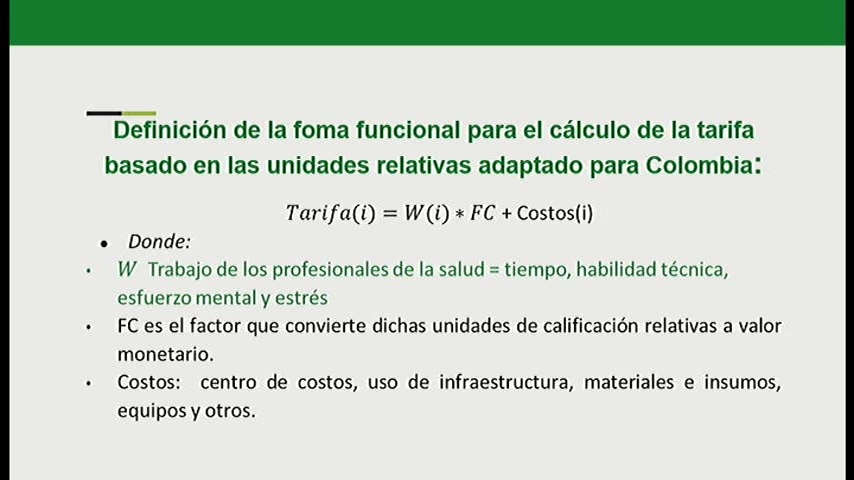 Definición de la foma funcional para el cálculo de la tarifa
basado en las unidades relativas adaptado para Colombia:
Tarifa(i) = W(i) ∗ FC + Costos(i)
● Donde:
• W Trabajo de los profesionales de la salud = tiempo, habilidad técnica,
esfuerzo mental y estrés
• FC es el factor que convierte dichas unidades de calificación relativas a valor
monetario.
• Costos: centro de costos, uso de infraestructura, materiales e insumos,
equipos y otros.